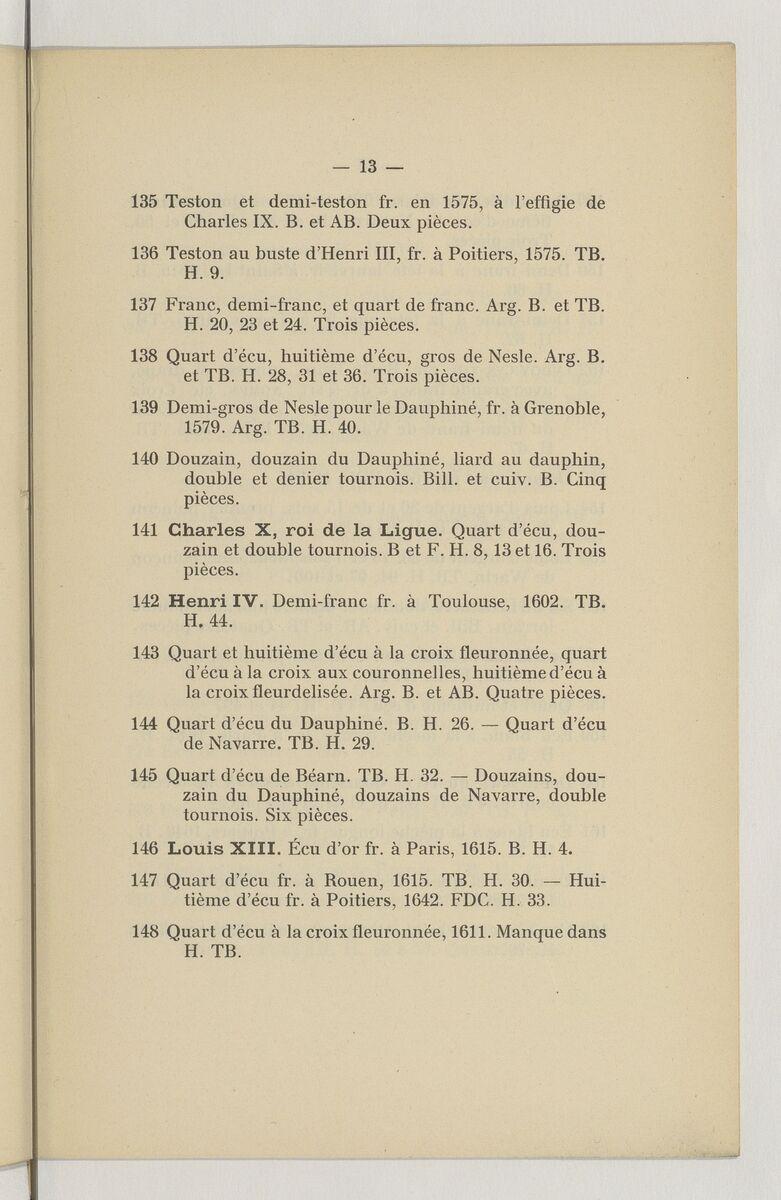 — 13 —
135 Teston et demi-teston fr. en 1575, à l'effigie de
Charles IX. B. et AB. Deux pièces.
136 Teston au buste d'Henri III, fr. à Poitiers, 1575. TB.
H. 9.
137 Franc, demi-franc, et quart de franc. Arg. B. et TB.
H. 20, 23 et 24. Trois pièces.
138 Quart d'écu, huitième d'écu, gros de Nesle. Arg. B.
et TB. H. 28, 31 et 36. Trois pièces.
139 Demi-gros de Nesle pour le Dauphiné, fr. à Grenoble,
1579. Arg. TB. H. 40.
140 Douzain, douzain du Dauphiné, liard au dauphin,
double et denier tournois. Bill. et cuiv. B. Cinq
pièces.
141 Charles X, roi de la Ligue. Quart d'écu, dou-
zain et double tournois. B et F. H. 8, 13 et 16. Trois
pièces.
142 Henri IV. Demi-franc fr. à Toulouse, 1602. TB.
H. 44.
143 Quart et huitième d'écu à la croix fleuronnée, quart
d'écu à la croix aux couronnelles, huitième d'écu à
la croix fleurdelisée. Arg. B. et AB. Quatre pièces.
144 Quart d'écu du Dauphiné. B. H. 26. — Quart d'écu
de Navarre. TB. H. 29.
145 Quart d'écu de Béarn. TB. H. 32. — Douzains, dou-
zain du Dauphiné, douzains de Navarre, double
tournois. Six pièces.
146 Louis XIII. Écu d'or fr. à Paris, 1615. B. H. 4.
147 Quart d'écu fr. à Rouen, 1615. TB. H. 30. — Hui-
tième d'écu fr. à Poitiers, 1642. FDC. H. 33.
148 Quart d'écu à la croix fleuronnée, 1611. Manque dans
H. TB.